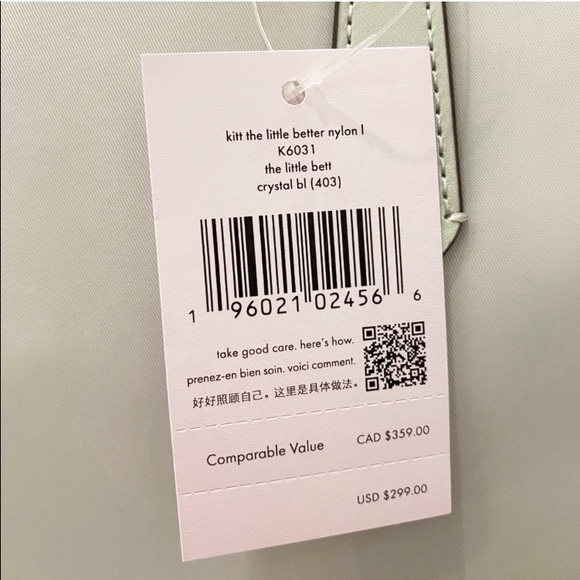 kitt the little better nylon l
K6031
the little bett
crystal bl (403)
1 96021 02456 6
take good care. here's how.
prenez-en bien soin. voici comment.
好好照顾自己。这里是具体做法。
Comparable Value CAD $359.00
USD $299.00